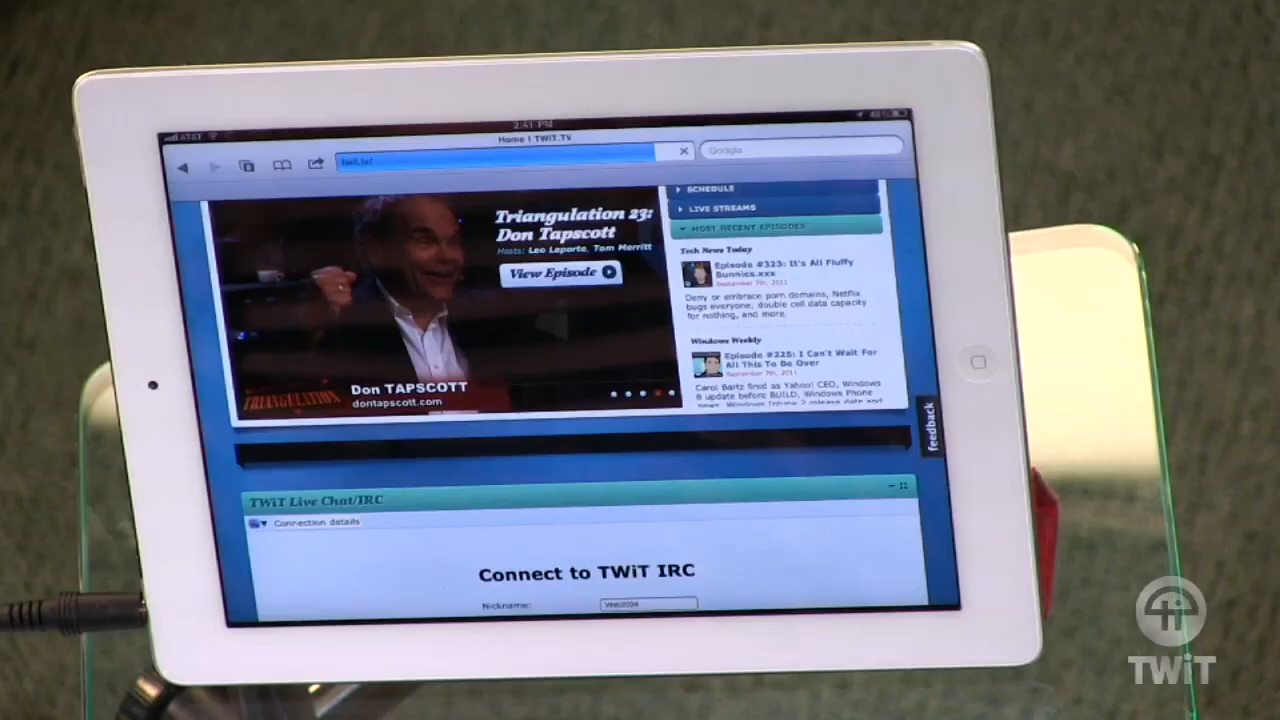 AT&T
2:41 PM
48%
Home | TWiT.TV
twit.tv/
Google
SCHEDULE
LIVE STREAMS
MOST RECENT EPISODES
Triangulation 23:
Don Tapscott
Hosts: Leo Laporte, Tom Merritt
View Episode
Tech News Today
Episode #323: It's All Fluffy
Bunnies.xxx
September 7th, 2011
Deny or embrace porn domains, Netflix
bugs everyone, double cell data capacity
for nothing, and more.
Windows Weekly
Episode #225: I Can't Wait For
All This To Be Over
September 7th, 2011
Carol Bartz fired as Yahoo! CEO, Windows
8 update before BUILD, Windows Phone
Don TAPSCOTT
dontapscott.com
TRIANGULATION
feedback
TWiT Live Chat/IRC
Connection details
Connect to TWiT IRC
Nickname:
TWiT